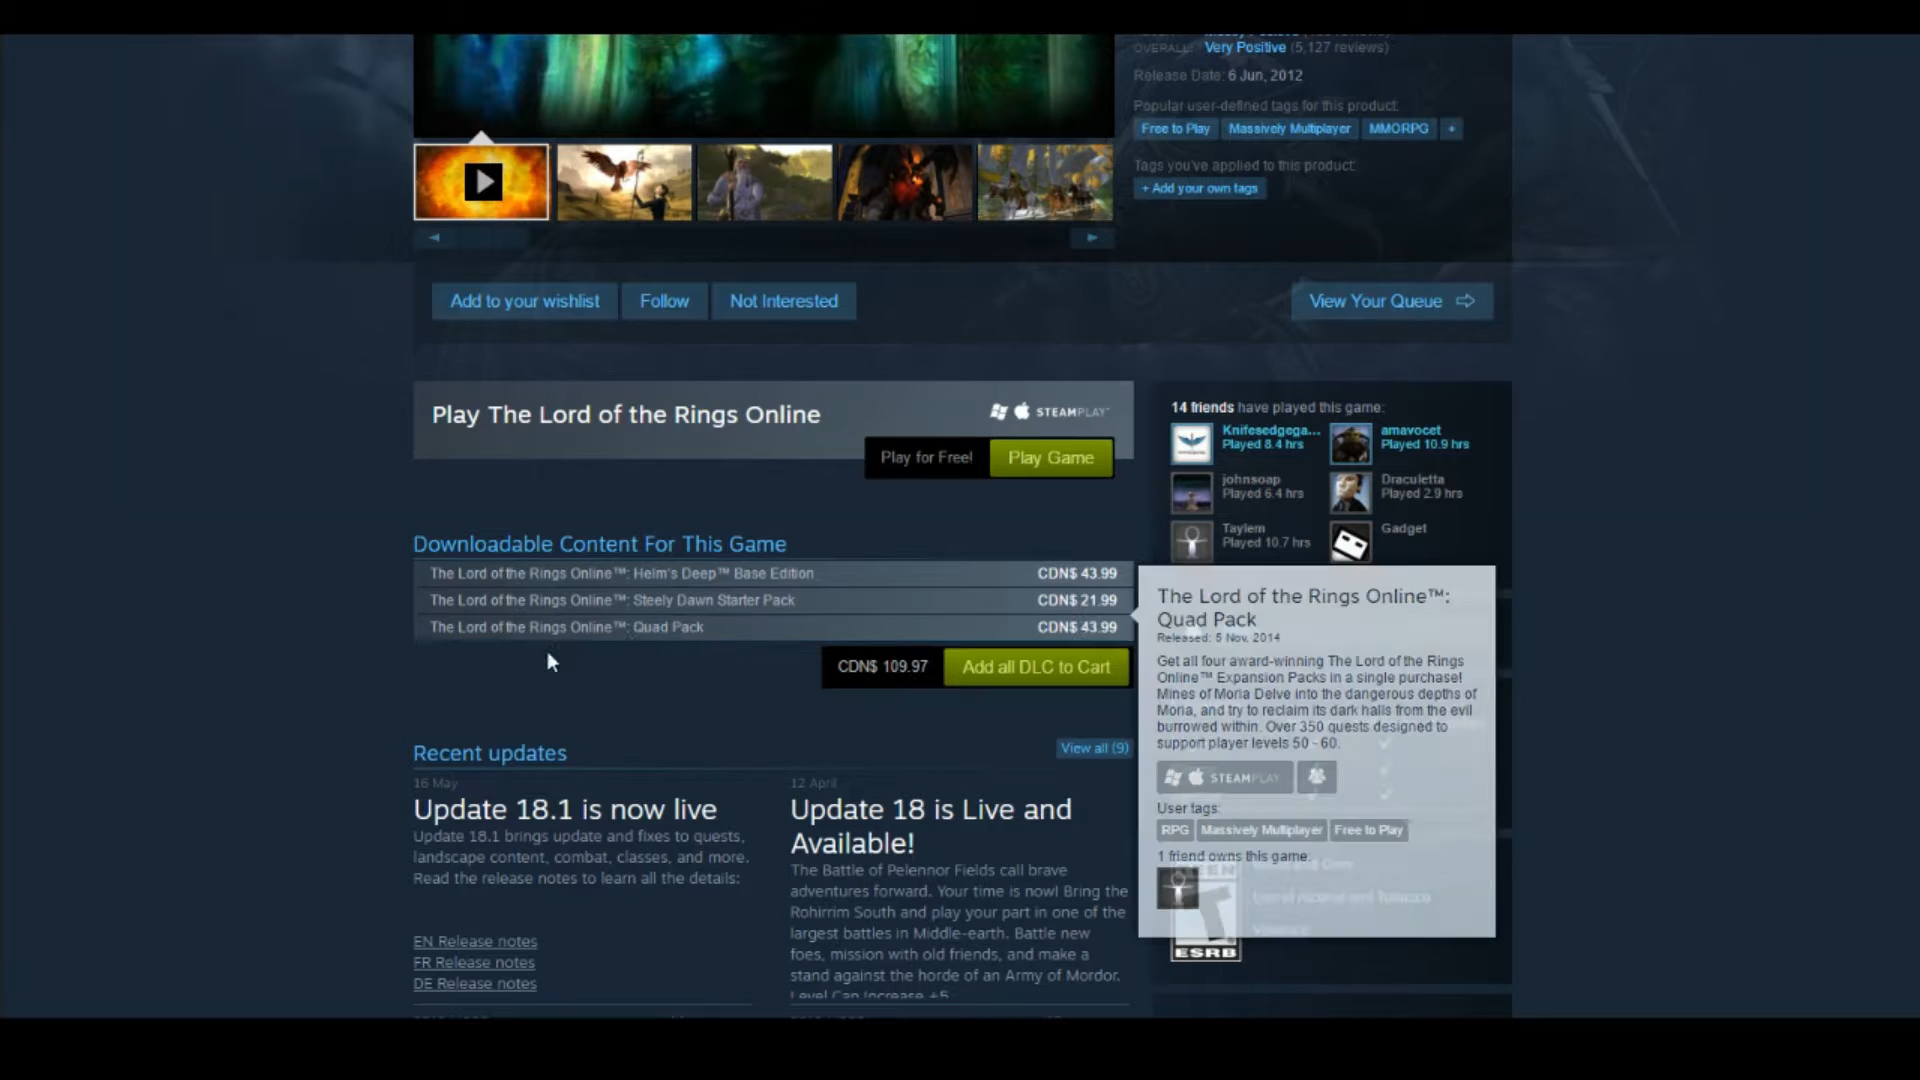 OVERALL: Very Positive (5,127 reviews)
Release Date: 6 Jun, 2012
Popular user-defined tags for this product:
Free to Play Massively Multiplayer MMORPG +
Tags you've applied to this product:
+ Add your own tags
Add to your wishlist Follow Not Interested View Your Queue
Play The Lord of the Rings Online
STEAMPLAY™
Play for Free! Play Game
14 friends have played this game:
Knifesedgega...
Played 8.4 hrs
amavocet
Played 10.9 hrs
johnsoap
Played 6.4 hrs
Draculetta
Played 2.9 hrs
Taylem
Played 10.7 hrs
Gadget
Downloadable Content For This Game
The Lord of the Rings Online™: Helm's Deep™ Base Edition CDN$ 43.99
The Lord of the Rings Online™: Steely Dawn Starter Pack CDN$ 21.99
The Lord of the Rings Online™: Quad Pack CDN$ 43.99
CDN$ 109.97 Add all DLC to Cart
The Lord of the Rings Online™:
Quad Pack
Released: 5 Nov, 2014
Get all four award-winning The Lord of the Rings
Online™ Expansion Packs in a single purchase!
Mines of Moria Delve into the dangerous depths of
Moria, and try to reclaim its dark halls from the evil
burrowed within. Over 350 quests designed to
support player levels 50 - 60.
STEAMPLAY
User tags:
RPG Massively Multiplayer Free to Play
1 friend owns this game:
ESRB
Recent updates
View all (9)
16 May
Update 18.1 is now live
Update 18.1 brings update and fixes to quests,
landscape content, combat, classes, and more.
Read the release notes to learn all the details:
EN Release notes
FR Release notes
DE Release notes
12 April
Update 18 is Live and
Available!
The Battle of Pelennor Fields call brave
adventures forward. Your time is now! Bring the
Rohirrim South and play your part in one of the
largest battles in Middle-earth. Battle new
foes, mission with old friends, and make a
stand against the horde of an Army of Mordor.
Level Cap Increase +5